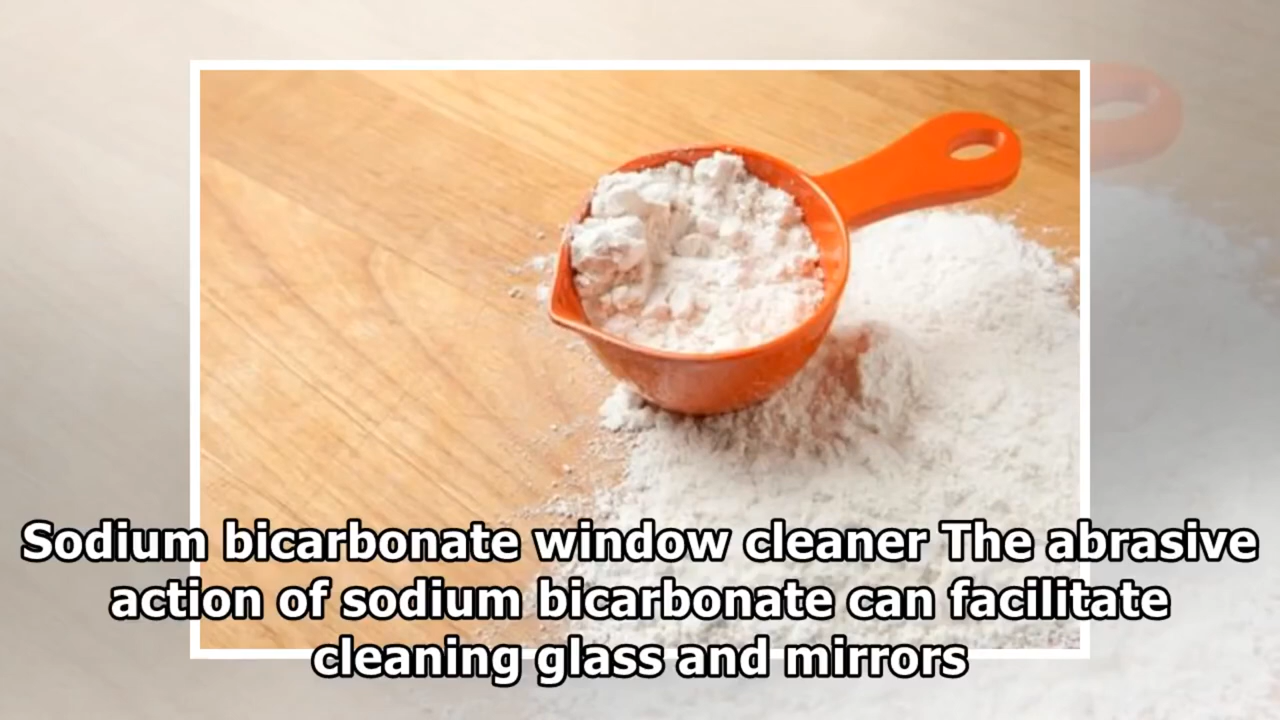 Sodium bicarbonate window cleaner The abrasive
action of sodium bicarbonate can facilitate
cleaning glass and mirrors